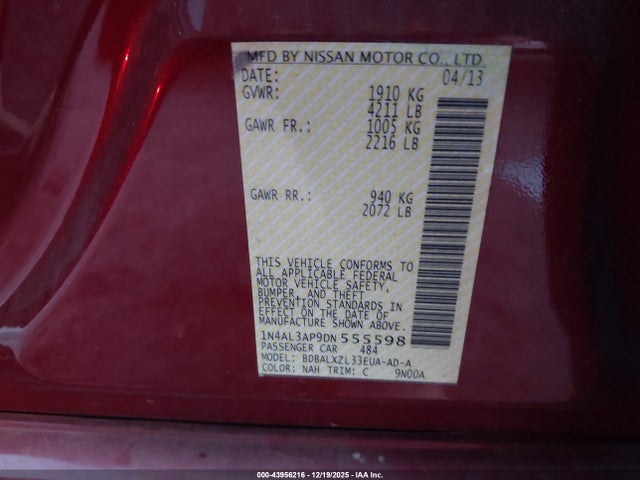 MFD BY NISSAN MOTOR CO., LTD.
DATE: 04/13
GVWR: 1910 KG
4211 LB
GAWR FR.: 1005 KG
2216 LB
GAWR RR.: 940 KG
2072 LB
THIS VEHICLE CONFORMS TO
ALL APPLICABLE FEDERAL
MOTOR VEHICLE SAFETY,
BUMPER, AND THEFT
PREVENTION STANDARDS IN
EFFECT ON THE DATE OF
MANUFACTURE SHOWN ABOVE.
1N4AL3AP9DN 555598
PASSENGER CAR 484
MODEL: BDBALXZL33EUA-AD-A
COLOR: NAH TRIM: C 9N00A
000-43956216 - 12/19/2025 - IAA Inc.